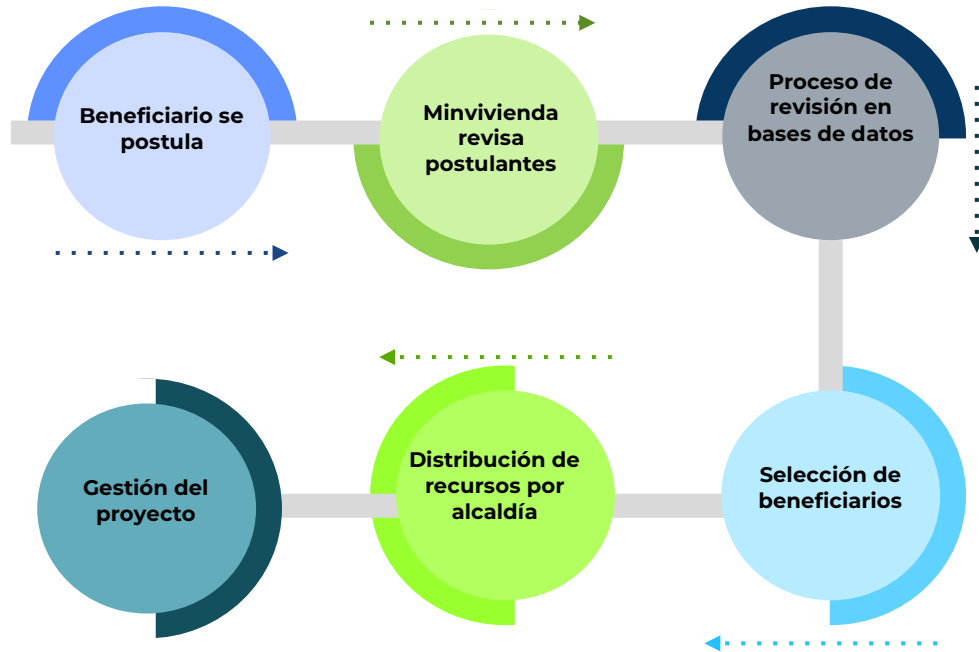 Beneficiario se
postula
Minvivienda
revisa
postulantes
Proceso de
revisión en
bases de datos
Selección de
beneficiarios
Distribución de
recursos por
alcaldía
Gestión del
proyecto